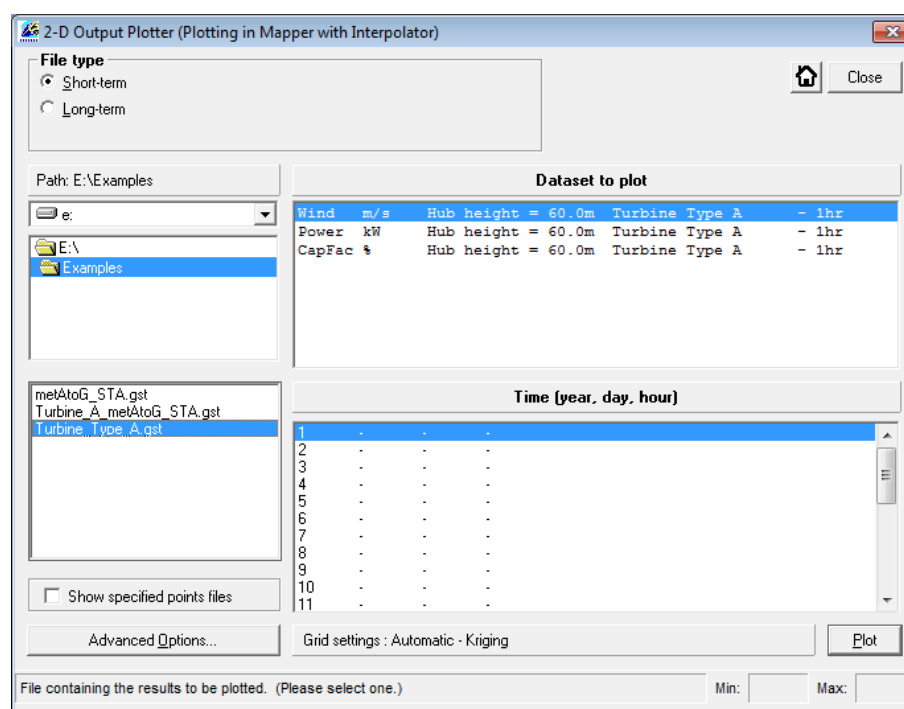 2-D Output Plotter (Plotting in Mapper with Interpolator)
File type
Short-term
Long-term
Close
Path: E:\Examples
Dataset to plot
e:
E:\
Examples
Wind m/s Hub height = 60.0m Turbine Type A - 1hr
Power kW Hub height = 60.0m Turbine Type A - 1hr
CapFac % Hub height = 60.0m Turbine Type A - 1hr
metAtoG_STA.gst
Turbine_A_metAtoG_STA.gst
Turbine_Type_A.gst
Time (year, day, hour)
1 - - -
2 - - -
3 - - -
4 - - -
5 - - -
6 - - -
7 - - -
8 - - -
9 - - -
10 - - -
11 - - -
Show specified points files
Advanced Options...
Grid settings : Automatic - Kriging
Plot
File containing the results to be plotted. (Please select one.)
Min:
Max: